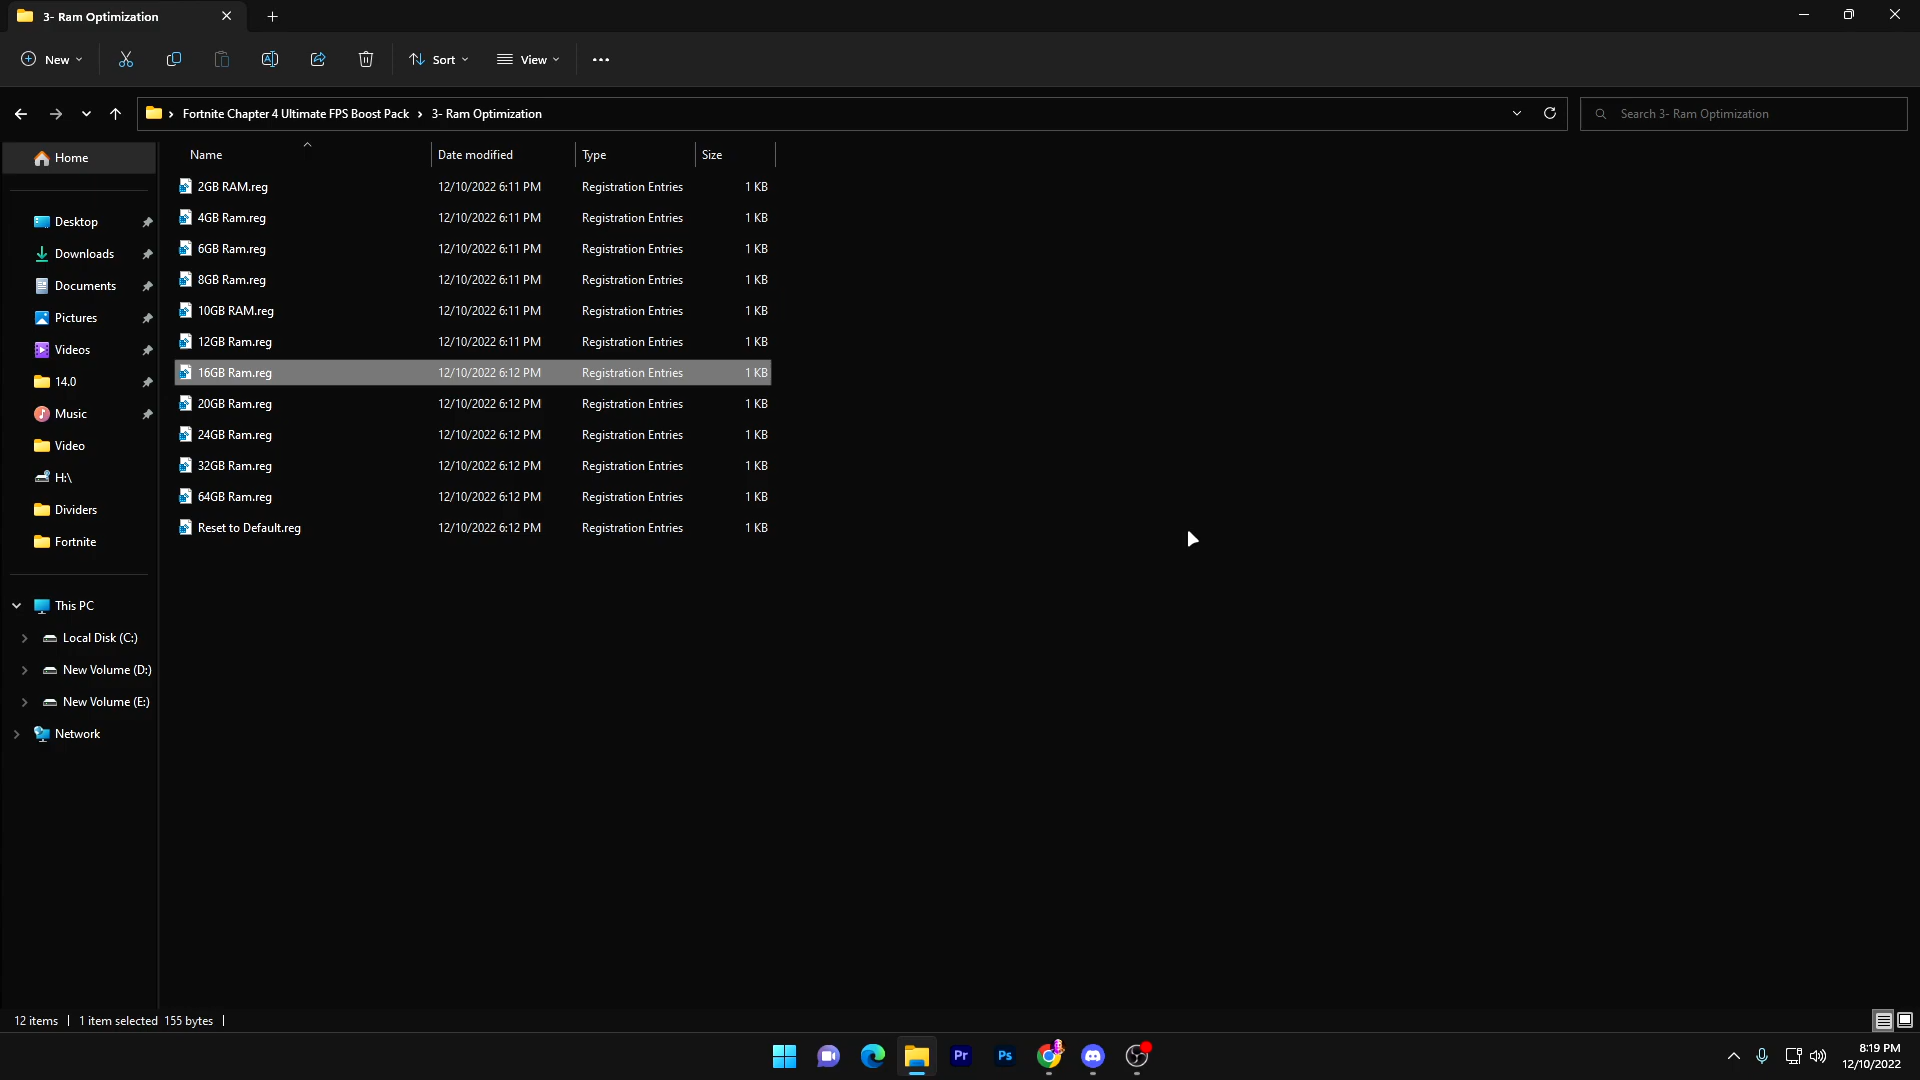 3- Ram Optimization
New
Sort
View
Fortnite Chapter 4 Ultimate FPS Boost Pack > 3- Ram Optimization
Search 3- Ram Optimization
Home
Desktop
Downloads
Documents
Pictures
Videos
14.0
Music
Video
H:\
Dividers
Fortnite
This PC
Local Disk (C:)
New Volume (D:)
New Volume (E:)
Network
Name Date modified Type Size
2GB RAM.reg 12/10/2022 6:11 PM Registration Entries 1 KB
4GB Ram.reg 12/10/2022 6:11 PM Registration Entries 1 KB
6GB Ram.reg 12/10/2022 6:11 PM Registration Entries 1 KB
8GB Ram.reg 12/10/2022 6:11 PM Registration Entries 1 KB
10GB RAM.reg 12/10/2022 6:11 PM Registration Entries 1 KB
12GB Ram.reg 12/10/2022 6:11 PM Registration Entries 1 KB
16GB Ram.reg 12/10/2022 6:12 PM Registration Entries 1 KB
20GB Ram.reg 12/10/2022 6:12 PM Registration Entries 1 KB
24GB Ram.reg 12/10/2022 6:12 PM Registration Entries 1 KB
32GB Ram.reg 12/10/2022 6:12 PM Registration Entries 1 KB
64GB Ram.reg 12/10/2022 6:12 PM Registration Entries 1 KB
Reset to Default.reg 12/10/2022 6:12 PM Registration Entries 1 KB
12 items 1 item selected 155 bytes
Pr
Ps
8:19 PM
12/10/2022